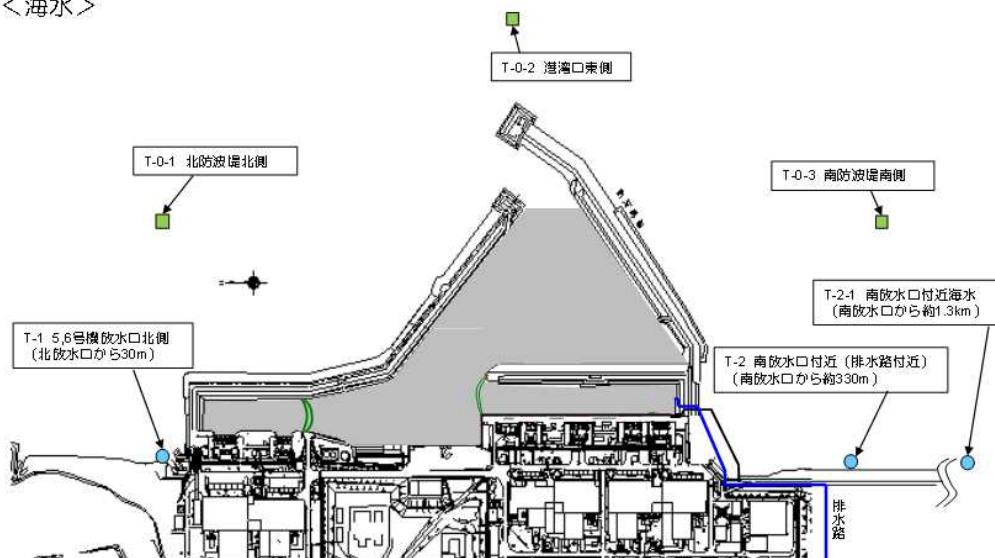 ＜海水＞
T-0-2 港湾口東側
T-0-1 北防波堤北側
T-0-3 南防波堤南側
T-2-1 南放水口付近海水
（南放水口から約1.3km）
T-1 5,6号機放水口北側
（北放水口から30m）
T-2 南放水口付近（排水路付近）
（南放水口から約330m）
排水路